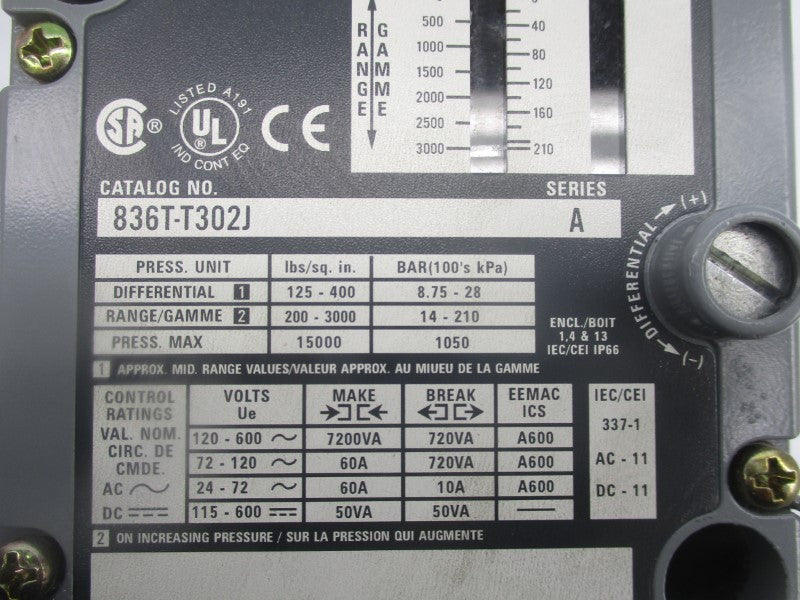 RANGE GAMME
500
1000
1500
2000
2500
3000
0
40
80
120
160
210
LISTED A191
SA ®
UL ®
IND CONT EQ
CE
CATALOG NO. SERIES
836T-T302J A
PRESS. UNIT lbs/sq. in. BAR(100's kPa)
DIFFERENTIAL 1 125 - 400 8.75 - 28
RANGE/GAMME 2 200 - 3000 14 - 210
PRESS. MAX 15000 1050
ENCL./BOIT
1,4 & 13
IEC/CEI IP66
(-) DIFFERENTIAL (+)
1 APPROX. MID. RANGE VALUES/VALEUR APPROX. AU MIUEU DE LA GAMME
CONTROL RATINGS VAL. NOM. CIRC. DE CMDE.
AC
DC
VOLTS Ue MAKE BREAK EEMAC ICS
120 - 600 7200VA 720VA A600
72 - 120 60A 720VA A600
24 - 72 60A 10A A600
115 - 600 50VA 50VA
IEC/CEI
337-1
AC - 11
DC - 11
2 ON INCREASING PRESSURE / SUR LA PRESSION QUI AUGMENTE